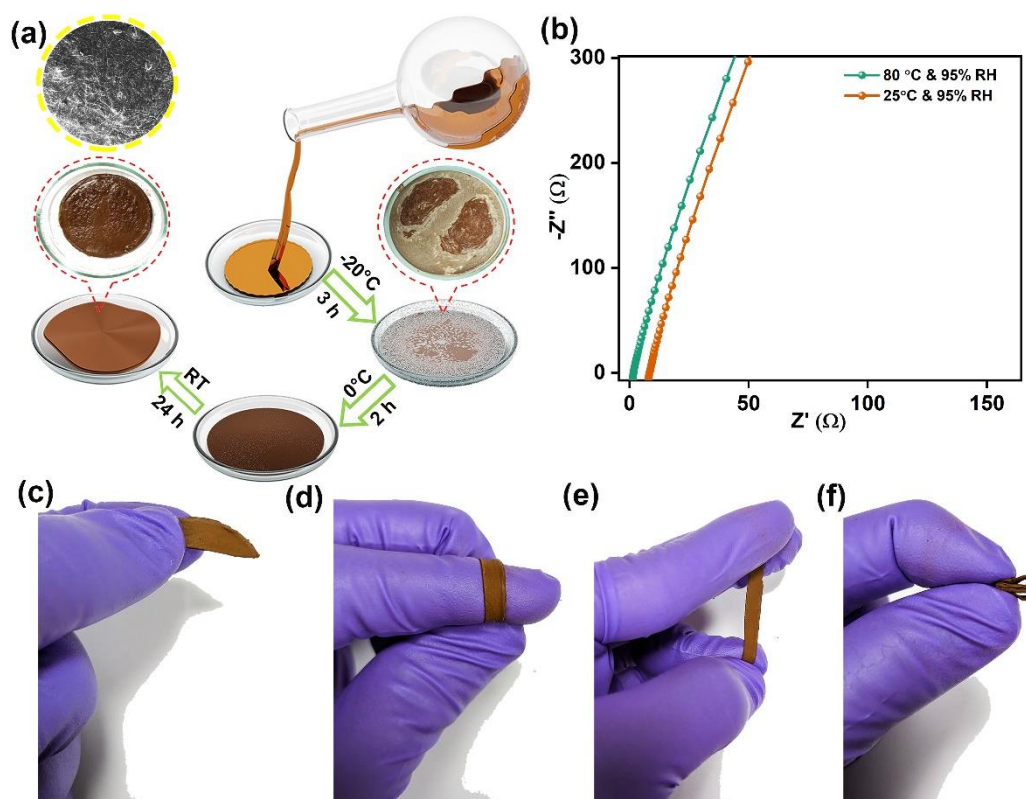 (a)
-20°C
3 h
0°C
2 h
RT
24 h
(b)
300
200
100
0
-Z" (Ω)
80 °C & 95% RH
25°C & 95% RH
0
50
100
150
Z' (Ω)
(c)
(d)
(e)
(f)